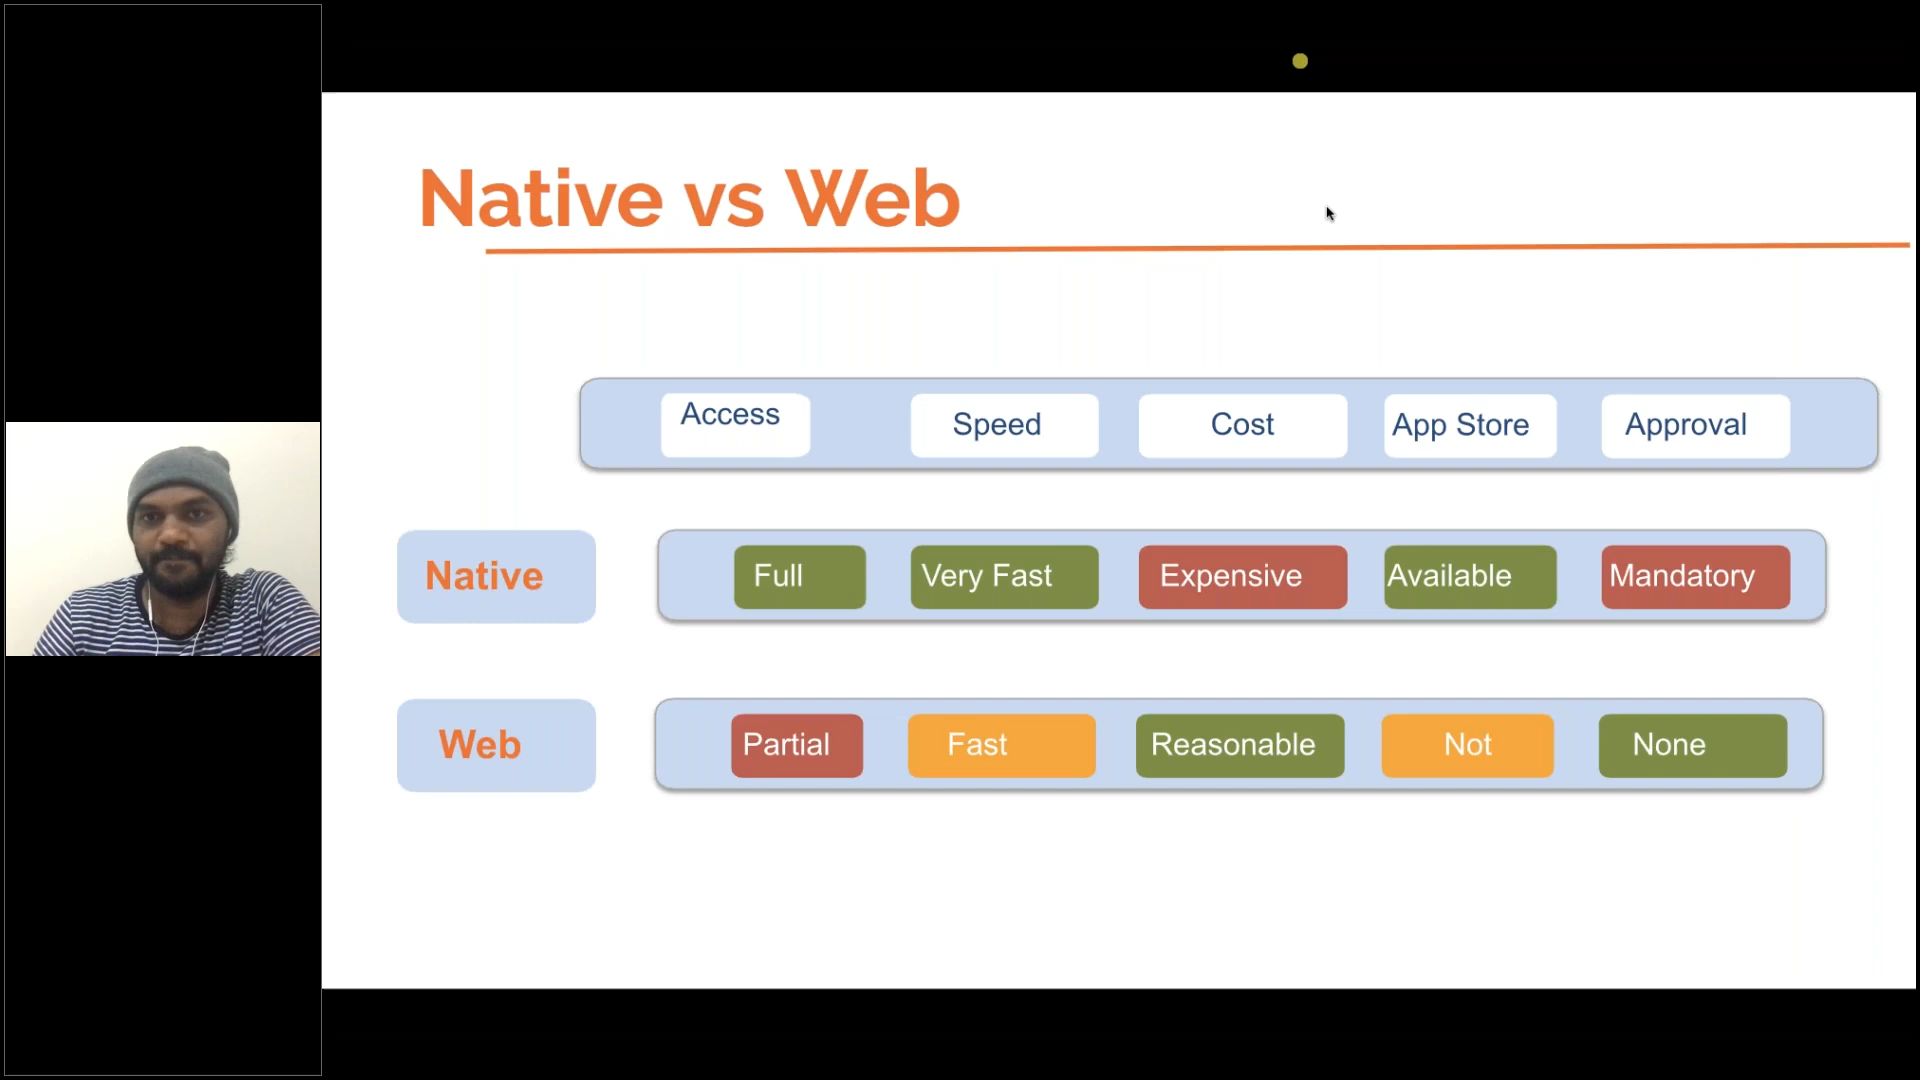 Native vs Web
Access Speed Cost App Store Approval
Native Full Very Fast Expensive Available Mandatory
Web Partial Fast Reasonable Not None